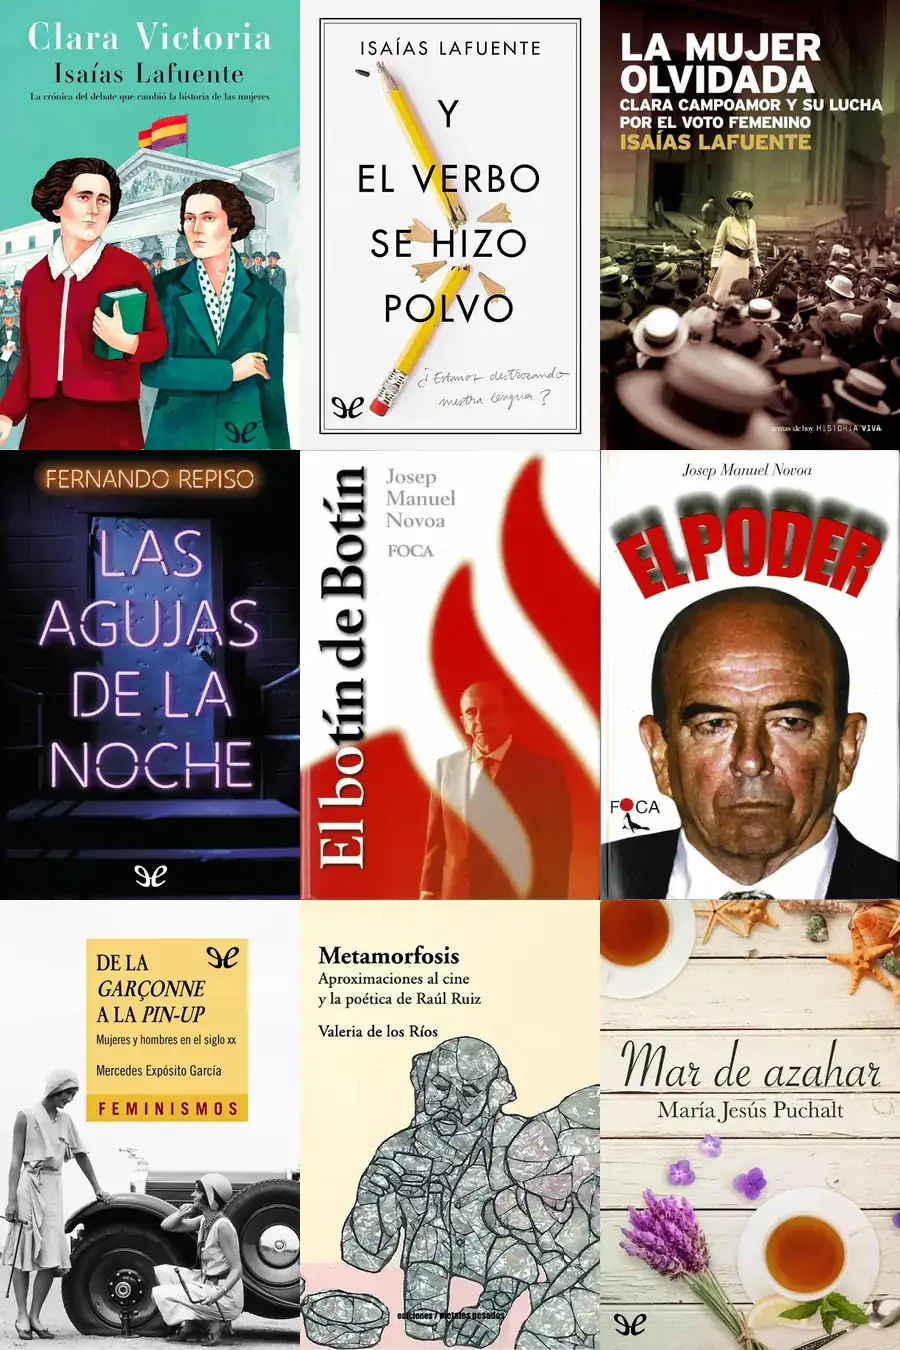 Clara Victoria
Isaías Lafuente
La crónica del debate que cambió la historia de las mujeres
ISAÍAS LAFUENTE
Y
EL VERBO
SE HIZO
POLVO
¿Estamos destrozando
nuestra lengua?
LA MUJER
OLVIDADA
CLARA CAMPOAMOR Y SU LUCHA
POR EL VOTO FEMENINO
ISAÍAS LAFUENTE
temas de hoy. HISTORIA VIVA
FERNANDO REPISO
LAS
AGUJAS
DE LA
NOCHE
El botín de Botín
Josep
Manuel
Novoa
FOCA
Josep Manuel Novoa
EL PODER
FOCA
DE LA
GARÇONNE
A LA PIN-UP
Mujeres y hombres en el siglo XX
Mercedes Expósito García
FEMINISMOS
Metamorfosis
Aproximaciones al cine
y la poética de Raúl Ruiz
Valeria de los Ríos
ediciones / metales pesados
Mar de azahar
María Jesús Puchalt